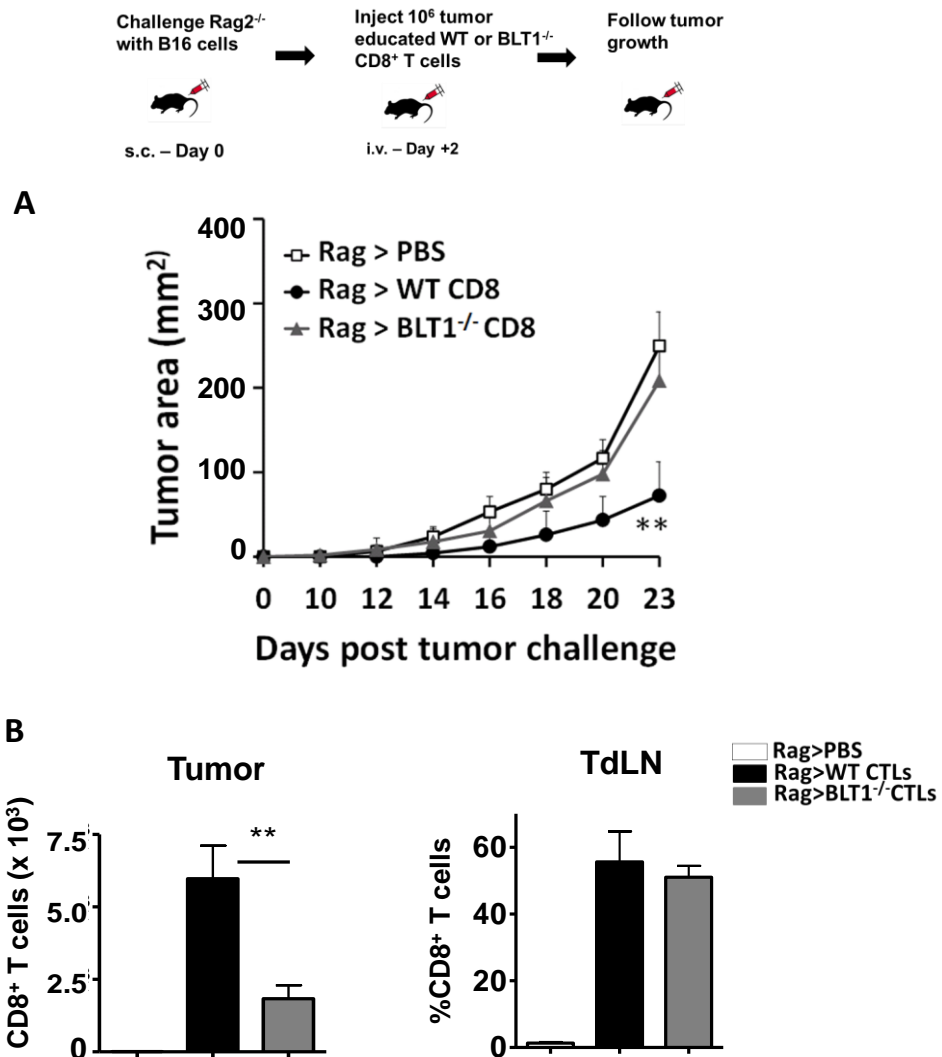 Challenge Rag2-/-
with B16 cells
s.c. – Day 0
Inject 10⁶ tumor
educated WT or BLT1-/-
CD8⁺ T cells
i.v. – Day +2
Follow tumor
growth
A
Tumor area (mm²)
400
300
200
100
0
Rag > PBS
Rag > WT CD8
Rag > BLT1-/- CD8
**
0 10 12 14 16 18 20 23
Days post tumor challenge
B
Tumor
CD8⁺ T cells (x 10³)
7.5
5.0
2.5
0
**
TdLN
%CD8⁺ T cells
60
40
20
0
Rag>PBS
Rag>WT CTLs
Rag>BLT1-/-CTLs